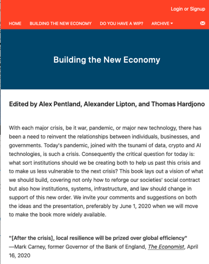 Login or Signup
HOME BUILDING THE NEW ECONOMY DO YOU HAVE A WIP? ARCHIVE
Building the New Economy
Edited by Alex Pentland, Alexander Lipton, and Thomas Hardjono
With each major crisis, be it war, pandemic, or major new technology, there has
been a need to reinvent the relationships between individuals, businesses, and
governments. Today's pandemic, joined with the tsunami of data, crypto and AI
technologies, is such a crisis. Consequently the critical question for today is:
what sort institutions should we be creating both to help us past this crisis and
to make us less vulnerable to the next crisis? This book lays out a vision of what
we should build, covering not only how to reforge our societies' social contract
but also how institutions, systems, infrastructure, and law should change in
support of this new order. We invite your comments and suggestions on both
the ideas and the presentation, preferably by June 1, 2020 when we will move
to make the book more widely available.
"[After the crisis], local resilience will be prized over global efficiency"
—Mark Carney, former Governor of the Bank of England, The Economist, April
16, 2020